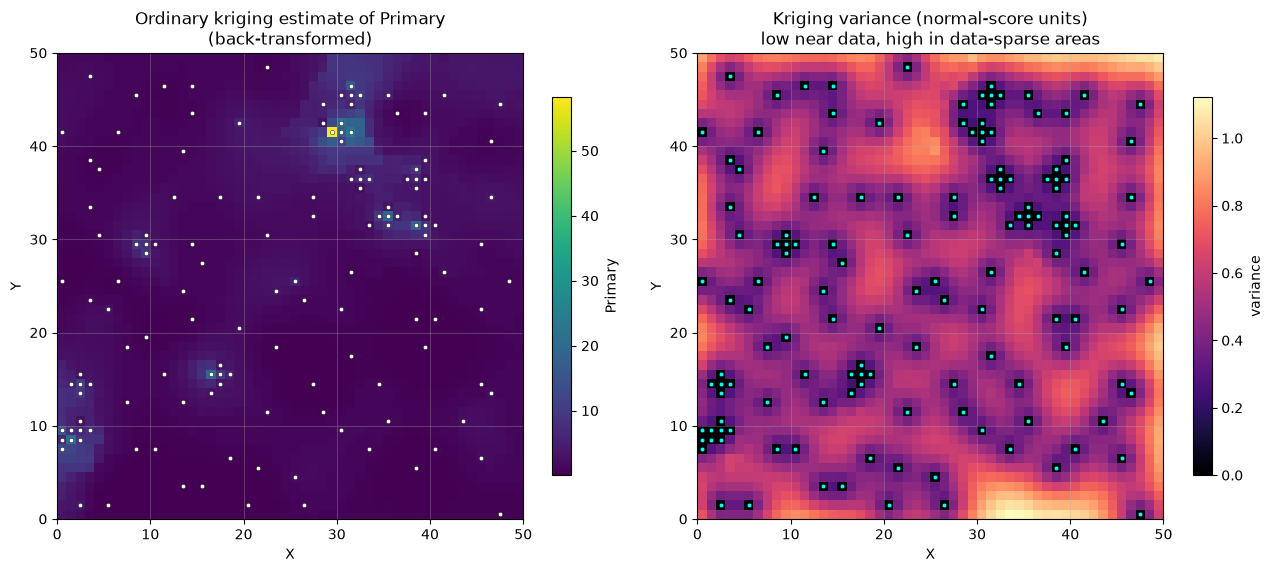 Ordinary kriging estimate of Primary
(back-transformed)
50
40
30
20
10
0
Y
0 10 20 30 40 50
X
50
40
30
20
10
Primary
Kriging variance (normal-score units)
low near data, high in data-sparse areas
50
40
30
20
10
0
Y
0 10 20 30 40 50
X
1.0
0.8
0.6
0.4
0.2
0.0
variance